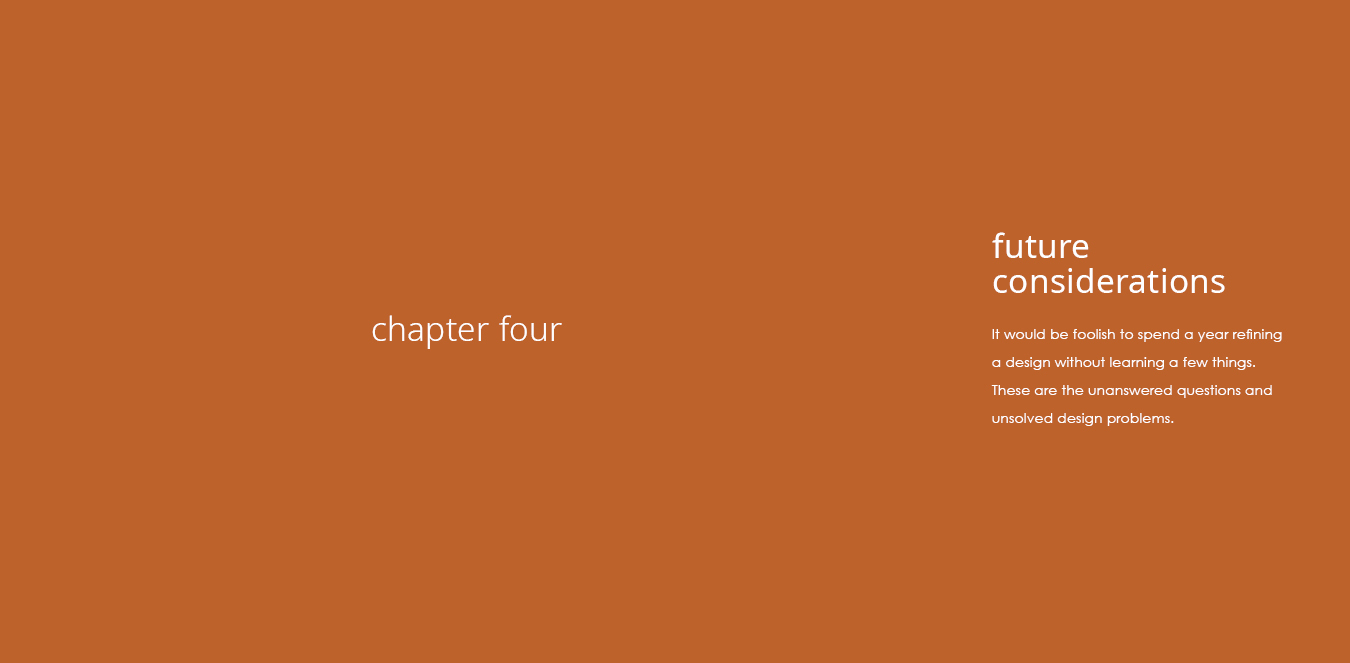 chapter four
future
considerations
It would be foolish to spend a year refining
a design without learning a few things.
These are the unanswered questions and
unsolved design problems.